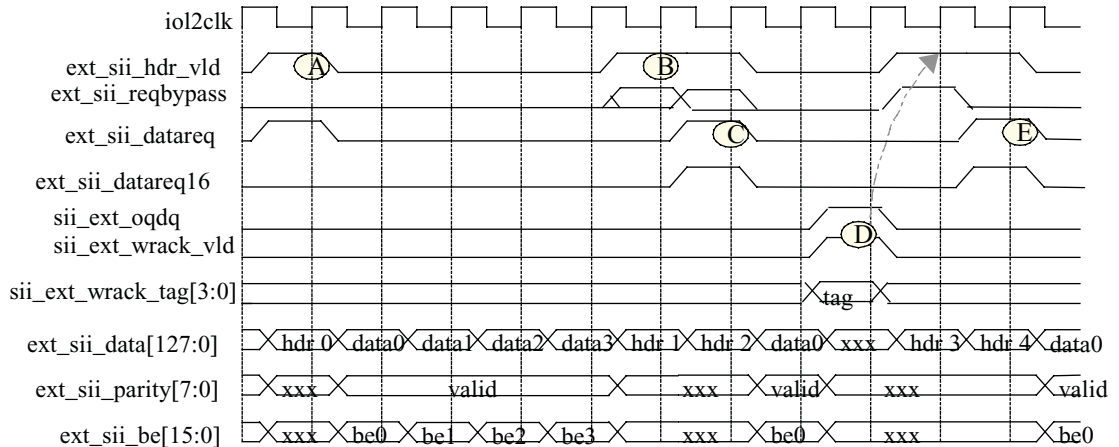 iol2clk
ext_sii_hdr_vld A B
ext_sii_reqbypass
ext_sii_datareq C E
ext_sii_datareq16
sii_ext_oqdq
sii_ext_wrack_vld D
sii_ext_wrack_tag[3:0] tag
ext_sii_data[127:0] hdr 0 data0 data1 data2 data3 hdr 1 hdr 2 data0 xxx hdr 3 hdr 4 data0
ext_sii_parity[7:0] xxx valid xxx valid xxx valid
ext_sii_be[15:0] xxx be0 be1 be2 be3 xxx be0 xxx be0